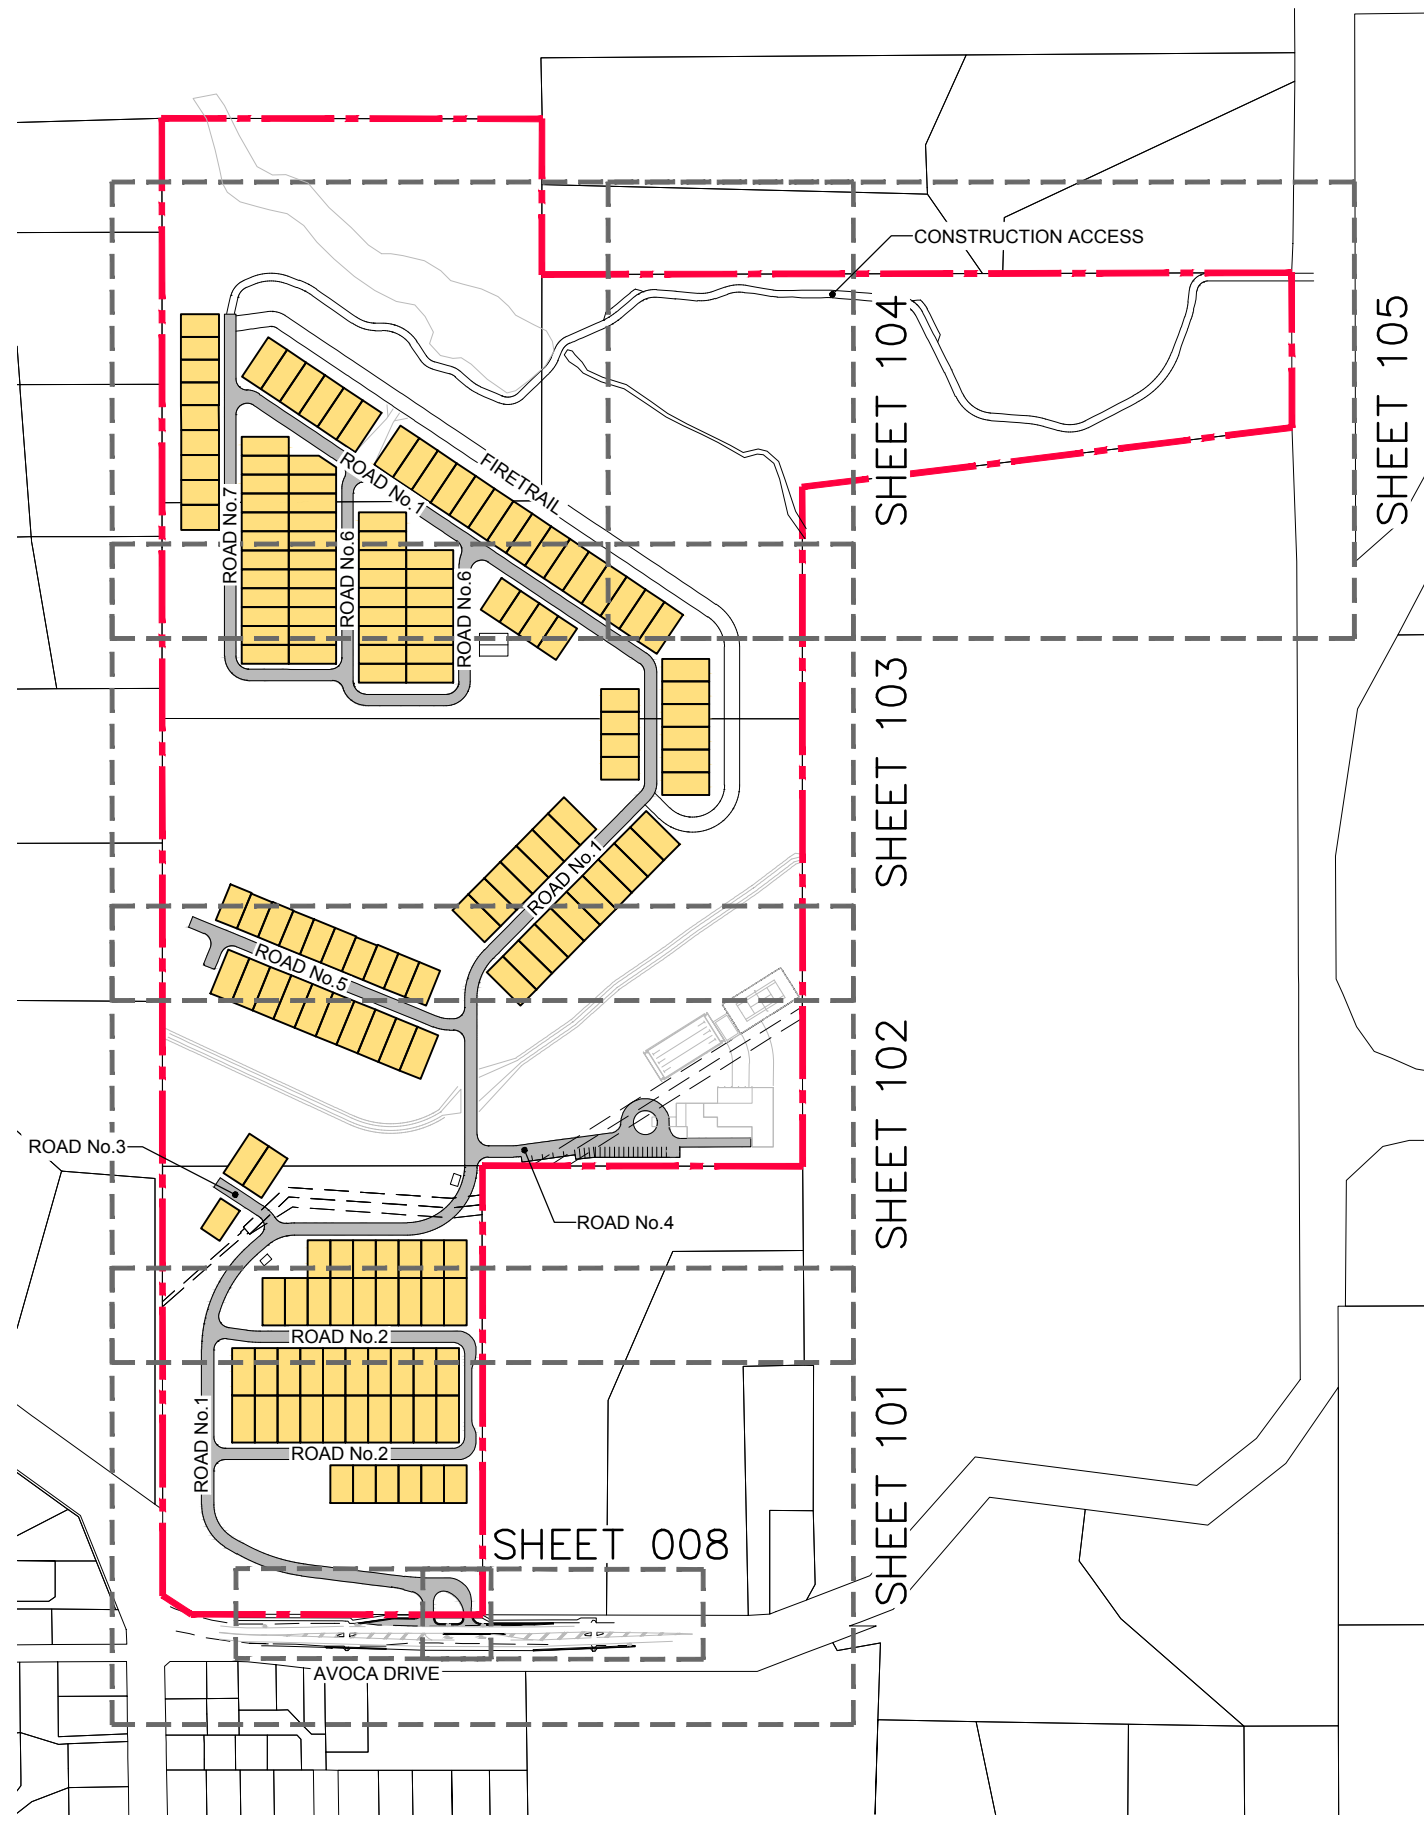 CONSTRUCTION ACCESS
SHEET 104
SHEET 105
FIRETRAIL
ROAD No.1
ROAD No.7
ROAD No.6
ROAD No.6
SHEET 103
ROAD No.1
ROAD No.5
SHEET 102
ROAD No.3
ROAD No.4
ROAD No.2
ROAD No.1
ROAD No.2
SHEET 101
SHEET 008
AVOCA DRIVE